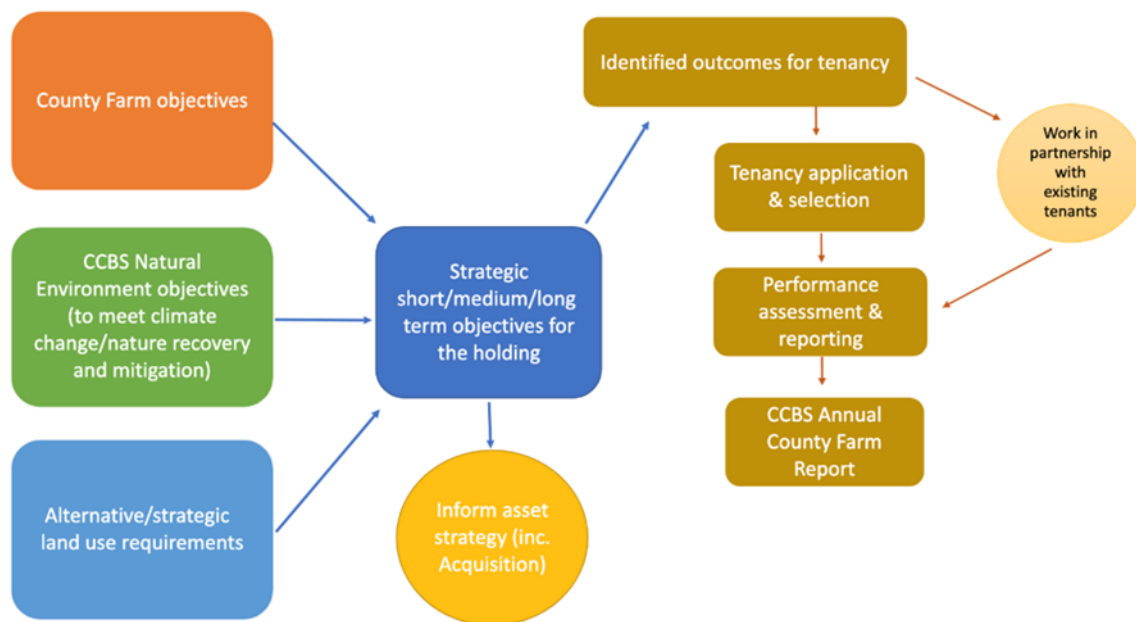 County Farm objectives
CCBS Natural
Environment objectives
(to meet climate
change/nature recovery
and mitigation)
Alternative/strategic
land use requirements
Strategic
short/medium/long
term objectives for
the holding
Inform asset
strategy (inc.
Acquisition)
Identified outcomes for tenancy
Tenancy application
& selection
Performance
assessment &
reporting
CCBS Annual
County Farm
Report
Work in
partnership
with
existing
tenants